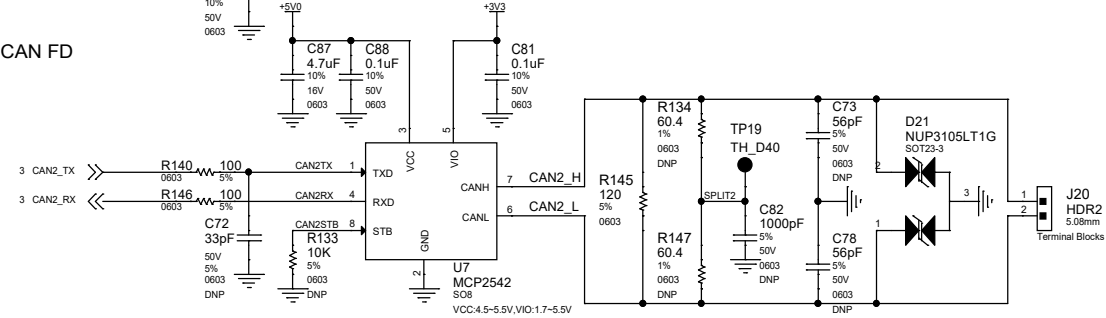 10%
50V
0603
+5V0
+3V3
CAN FD
C87
4.7uF
10%
16V
0603
C88
0.1uF
10%
50V
0603
C81
0.1uF
10%
50V
0603
3
VCC
5
VIO
3 CAN2_TX
R140
0603
100
5%
CAN2TX
1
TXD
3 CAN2_RX
R146
0603
100
5%
CAN2RX
4
RXD
C72
33pF
50V
5%
0603
DNP
CAN2STB
8
STB
R133
10K
5%
0603
DNP
CANH
7
CAN2_H
CANL
6
CAN2_L
GND
2
U7
MCP2542
SO8
VCC:4.5~5.5V,VIO:1.7~5.5V
R145
120
5%
0603
R134
60.4
1%
0603
DNP
SPLIT2
R147
60.4
1%
0603
DNP
TP19
TH_D40
C82
1000pF
5%
50V
0603
DNP
C73
56pF
5%
50V
0603
DNP
C78
56pF
5%
50V
0603
DNP
D21
NUP3105LT1G
SOT23-3
2
1
3
1
2
J20
HDR2
5.08mm
Terminal Blocks